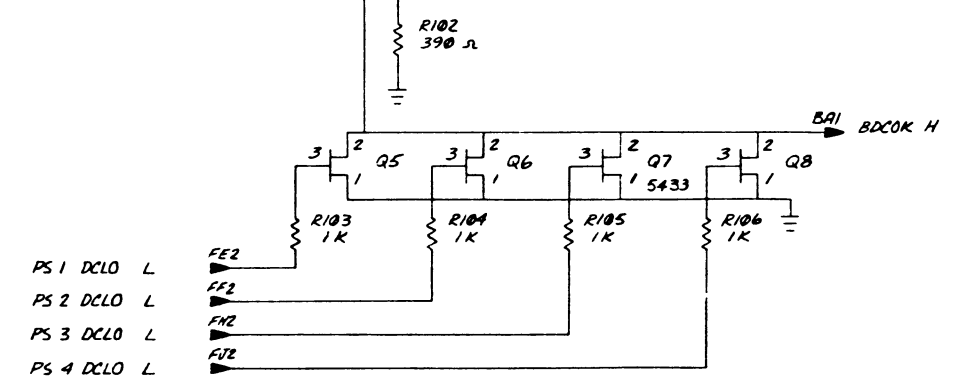 R102
390 Ω
BA1
BDCOK H
3
2
Q5
1
3
2
Q6
1
3
2
Q7
1
5433
3
2
Q8
1
R103
1K
R104
1K
R105
1K
R106
1K
PS 1 DCLO L
FE2
PS 2 DCLO L
FF2
PS 3 DCLO L
FH2
PS 4 DCLO L
FJ2